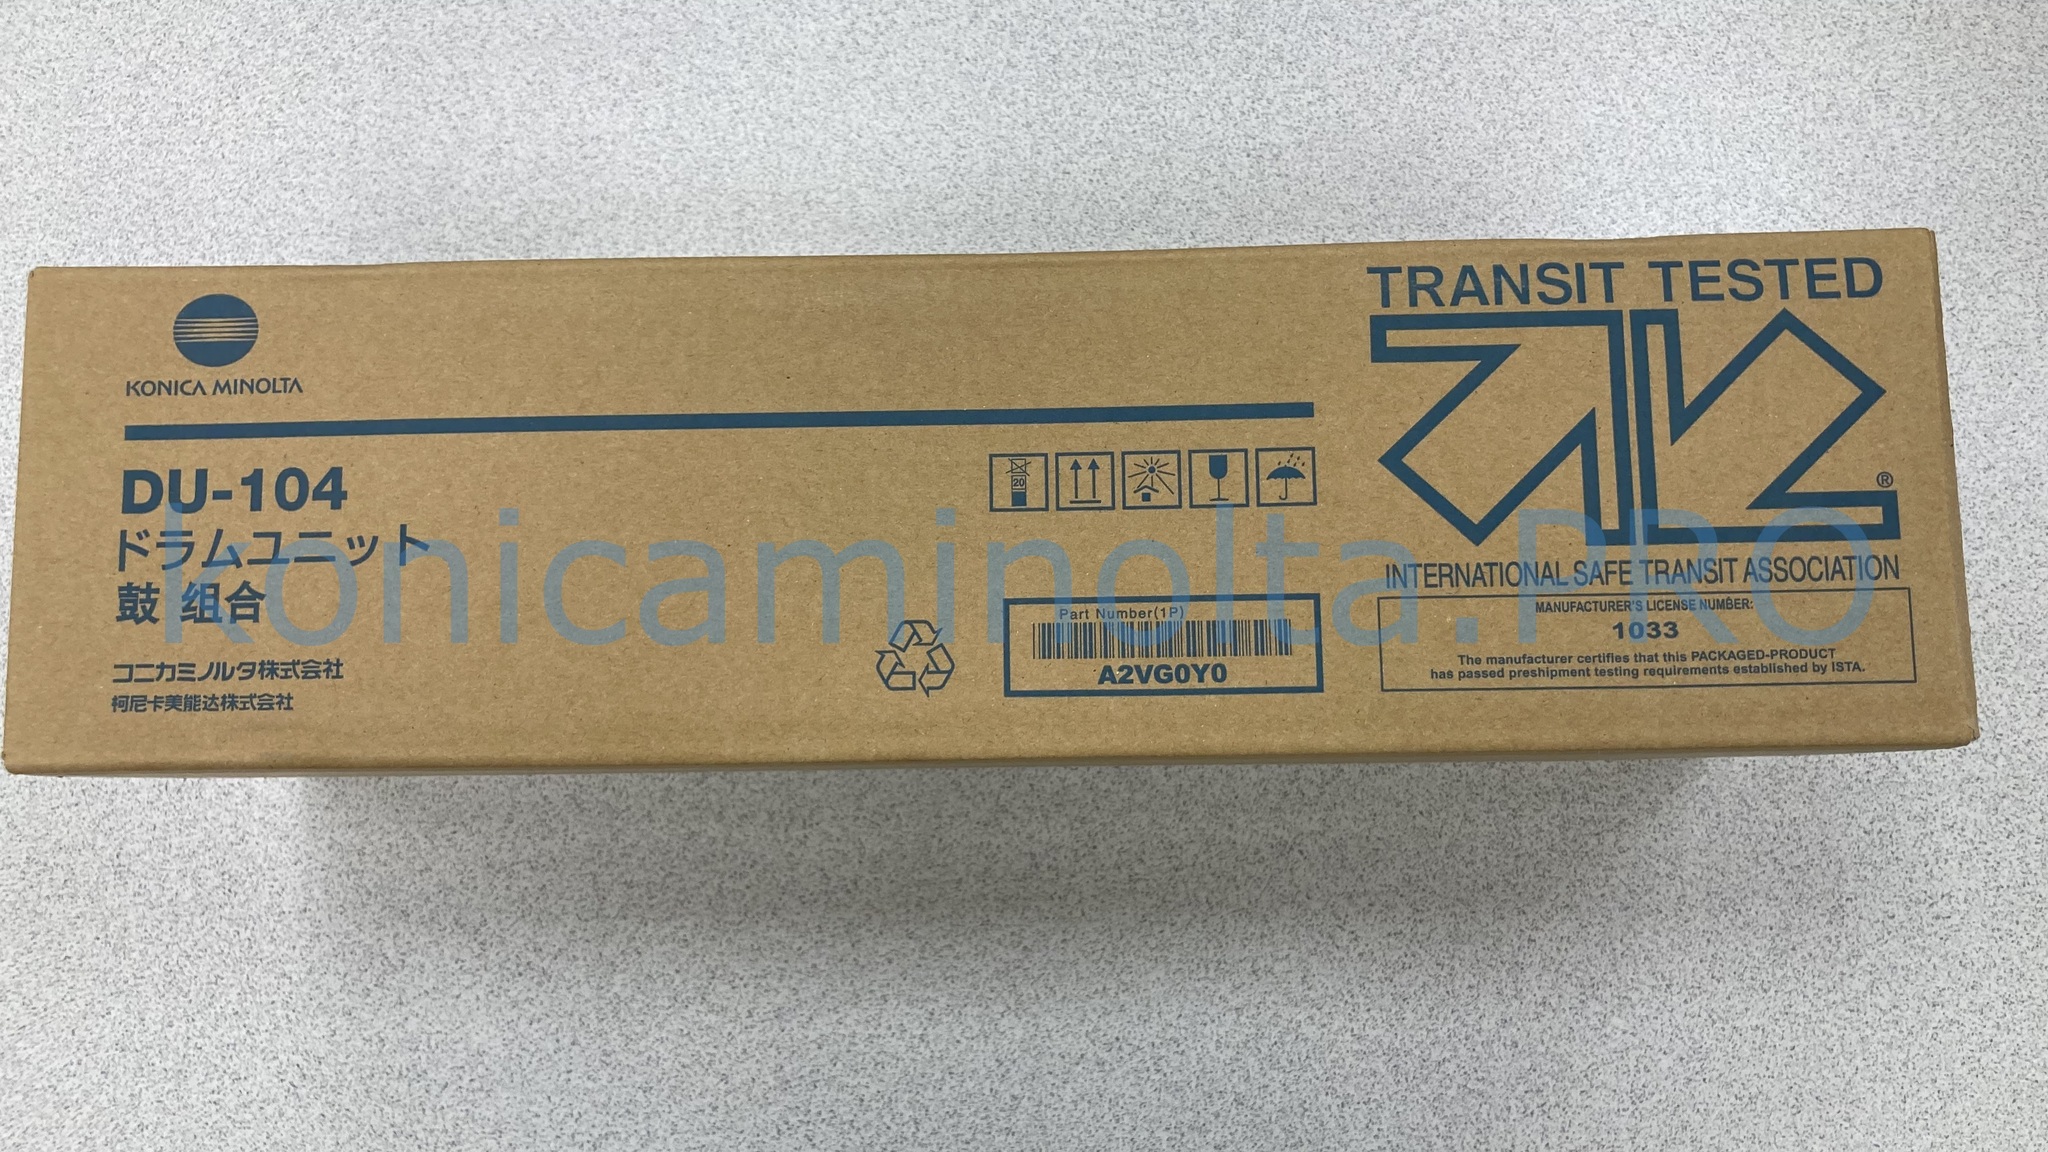 KONICA MINOLTA
DU-104
ドラムユニット
鼓 组合
コニカミノルタ株式会社
柯尼卡美能达株式会社
20
Part Number(1P)
A2VG0Y0
TRANSIT TESTED
®
INTERNATIONAL SAFE TRANSIT ASSOCIATION
MANUFACTURER'S LICENSE NUMBER:
1033
The manufacturer certifies that this PACKAGED-PRODUCT
has passed preshipment testing requirements established by ISTA.
konicaminolta.PRO